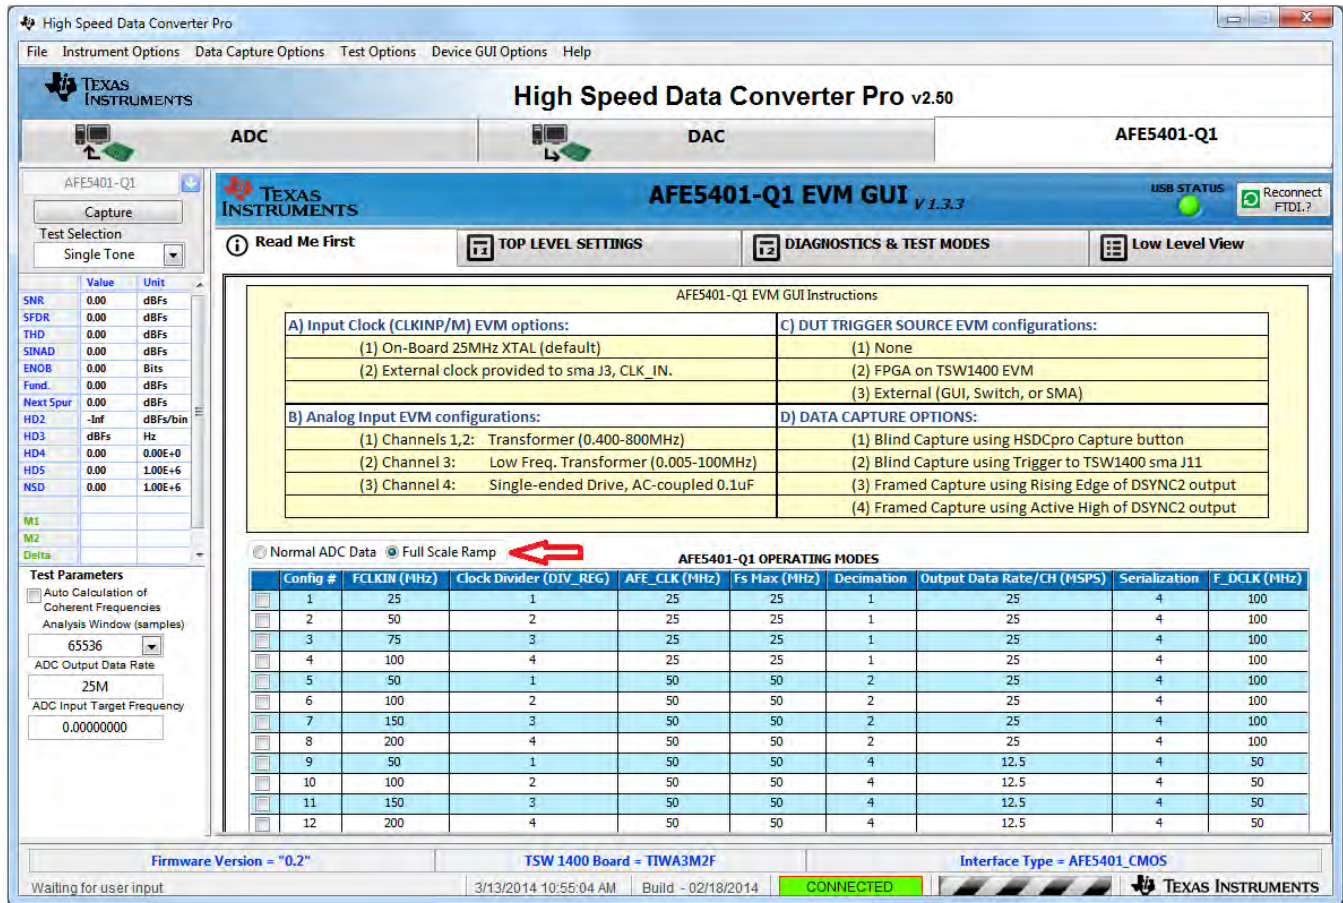 High Speed Data Converter Pro
File Instrument Options Data Capture Options Test Options Device GUI Options Help
TEXAS INSTRUMENTS
High Speed Data Converter Pro v2.50
ADC
DAC
AFE5401-Q1
AFE5401-Q1
Capture
Test Selection
Single Tone
Value Unit
SNR 0.00 dBFs
SFDR 0.00 dBFs
THD 0.00 dBFs
SINAD 0.00 dBFs
ENOB 0.00 Bits
Fund. 0.00 dBFs
Next Spur 0.00 dBFs
HD2 -Inf dBFs/bin
HD3 dBFs Hz
HD4 0.00 0.00E+0
HD5 0.00 1.00E+6
NSD 0.00 1.00E+6
M1
M2
Delta
Test Parameters
Auto Calculation of
Coherent Frequencies
Analysis Window (samples)
65536
ADC Output Data Rate
25M
ADC Input Target Frequency
0.00000000
TEXAS INSTRUMENTS
AFE5401-Q1 EVM GUI V 1.3.3
USB STATUS
Reconnect
FTDI.?
Read Me First
TOP LEVEL SETTINGS
DIAGNOSTICS & TEST MODES
Low Level View
AFE5401-Q1 EVM GUI Instructions
A) Input Clock (CLKINP/M) EVM options:
(1) On-Board 25MHz XTAL (default)
(2) External clock provided to sma J3, CLK_IN.
B) Analog Input EVM configurations:
(1) Channels 1,2: Transformer (0.400-800MHz)
(2) Channel 3: Low Freq. Transformer (0.005-100MHz)
(3) Channel 4: Single-ended Drive, AC-coupled 0.1uF
C) DUT TRIGGER SOURCE EVM configurations:
(1) None
(2) FPGA on TSW1400 EVM
(3) External (GUI, Switch, or SMA)
D) DATA CAPTURE OPTIONS:
(1) Blind Capture using HSDCpro Capture button
(2) Blind Capture using Trigger to TSW1400 sma J11
(3) Framed Capture using Rising Edge of DSYNC2 output
(4) Framed Capture using Active High of DSYNC2 output
Normal ADC Data Full Scale Ramp
AFE5401-Q1 OPERATING MODES
Config # FCLKIN (MHz) Clock Divider (DIV_REG) AFE_CLK (MHz) Fs Max (MHz) Decimation Output Data Rate/CH (MSPS) Serialization F_DCLK (MHz)
1 25 1 25 25 1 25 4 100
2 50 2 25 25 1 25 4 100
3 75 3 25 25 1 25 4 100
4 100 4 25 25 1 25 4 100
5 50 1 50 50 2 25 4 100
6 100 2 50 50 2 25 4 100
7 150 3 50 50 2 25 4 100
8 200 4 50 50 2 25 4 100
9 50 1 50 50 4 12.5 4 50
10 100 2 50 50 4 12.5 4 50
11 150 3 50 50 4 12.5 4 50
12 200 4 50 50 4 12.5 4 50
Firmware Version = "0.2"
TSW 1400 Board = TIWA3M2F
Interface Type = AFE5401_CMOS
Waiting for user input
3/13/2014 10:55:04 AM
Build - 02/18/2014
CONNECTED
TEXAS INSTRUMENTS